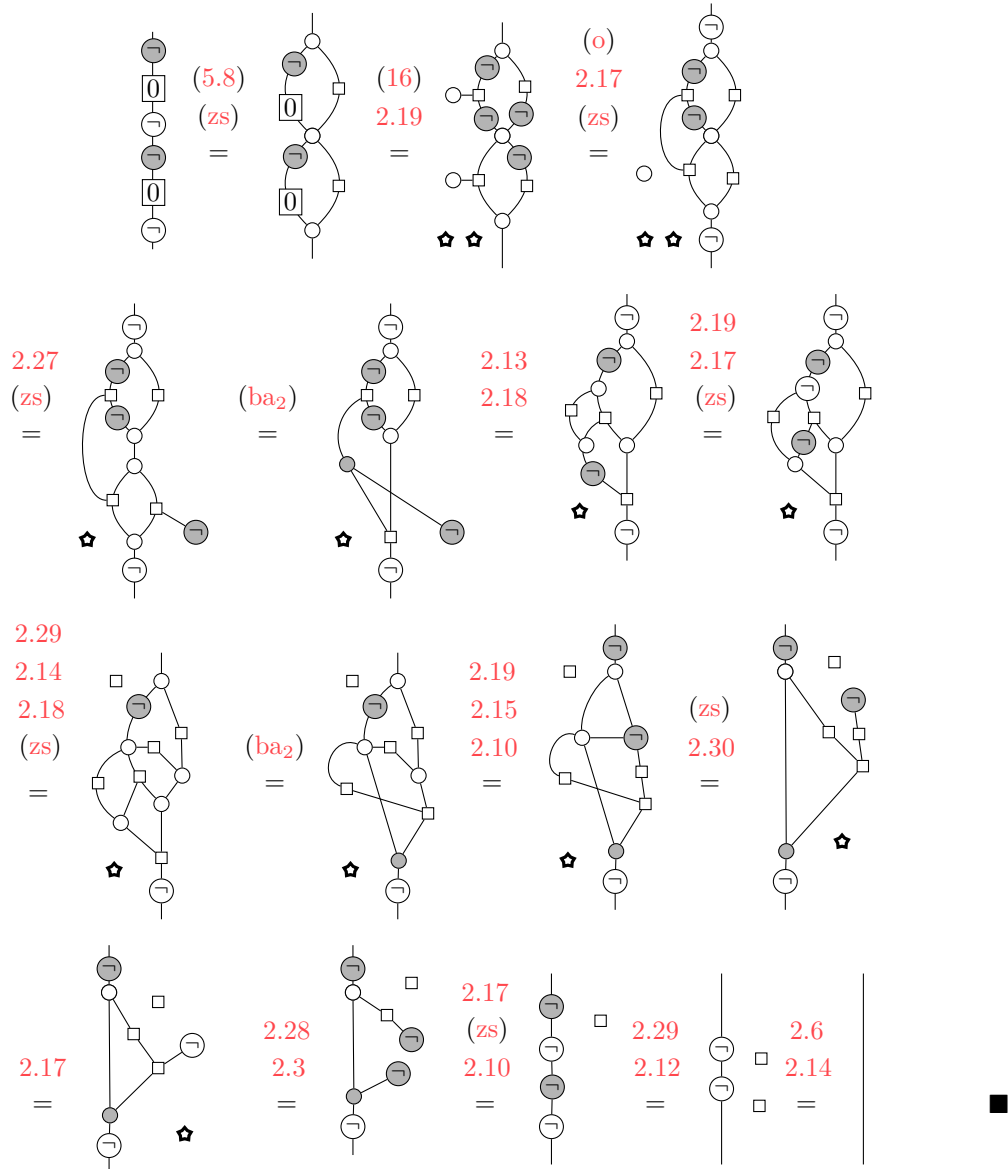 ¬ 0 ¬ ¬ 0 ¬
(5.8)
(zs)
=
¬ 0 ¬ 0
(16)
2.19
=
¬ ¬ ¬ ¬
(o)
2.17
(zs)
=
¬ ¬ ¬ ¬
2.27
(zs)
=
¬ ¬ ¬ ¬ ¬
(ba₂)
=
¬ ¬ ¬ ¬ ¬
2.13
2.18
=
¬ ¬ ¬ ¬
2.19
2.17
(zs)
=
¬ ¬ ¬ ¬ ¬
2.29
2.14
2.18
(zs)
=
¬ ¬
(ba₂)
=
¬ ¬
2.19
2.15
2.10
=
¬ ¬ ¬
(zs)
2.30
=
¬ ¬ ¬
2.17
=
¬ ¬ ¬
2.28
2.3
=
¬ ¬ ¬ ¬
2.17
(zs)
2.10
=
¬ ¬ ¬ ¬
2.29
2.12
=
¬ ¬
2.6
2.14
=